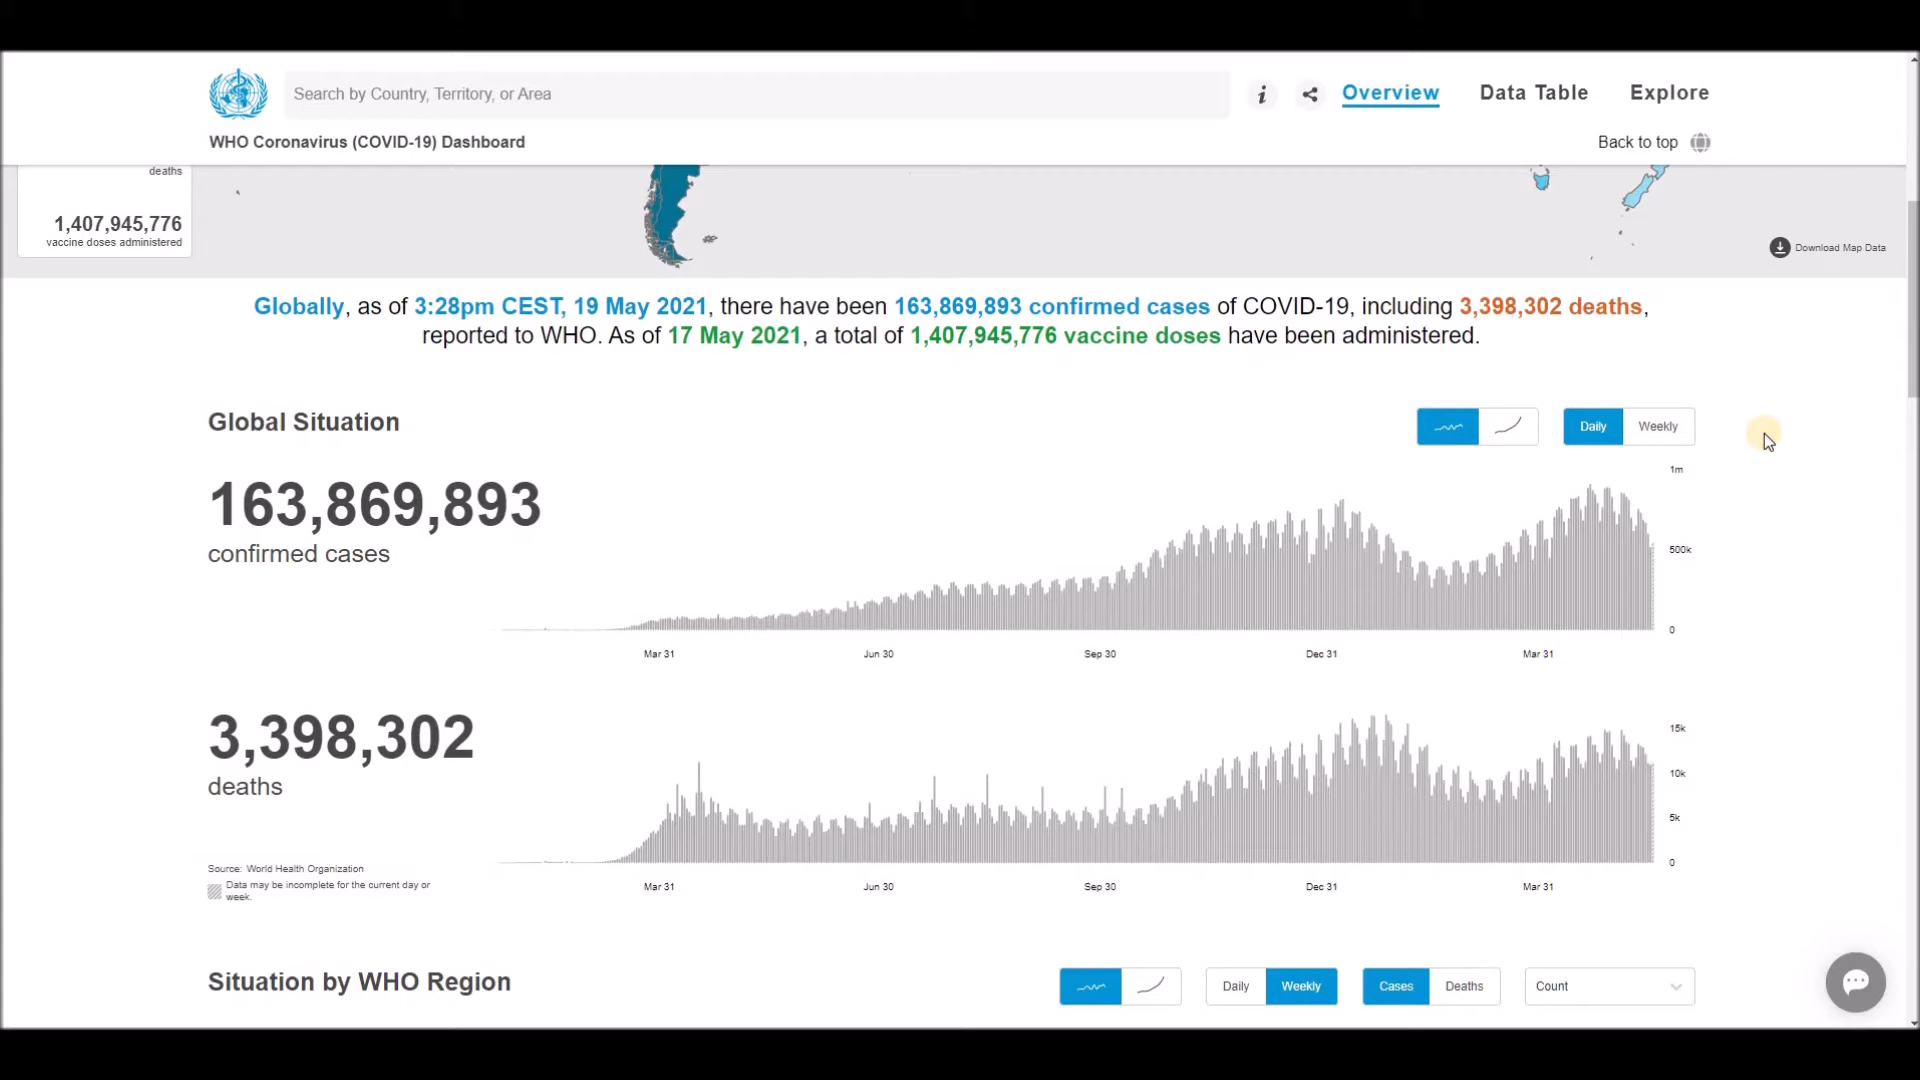 Search by Country, Territory, or Area
Overview
Data Table
Explore
WHO Coronavirus (COVID-19) Dashboard
Back to top
deaths
1,407,945,776
vaccine doses administered
Download Map Data
Globally, as of 3:28pm CEST, 19 May 2021, there have been 163,869,893 confirmed cases of COVID-19, including 3,398,302 deaths,
reported to WHO. As of 17 May 2021, a total of 1,407,945,776 vaccine doses have been administered.
Global Situation
Daily
Weekly
163,869,893
confirmed cases
1m
500k
0
Mar 31
Jun 30
Sep 30
Dec 31
Mar 31
3,398,302
deaths
15k
10k
5k
0
Source: World Health Organization
Data may be incomplete for the current day or
week.
Mar 31
Jun 30
Sep 30
Dec 31
Mar 31
Situation by WHO Region
Daily
Weekly
Cases
Deaths
Count